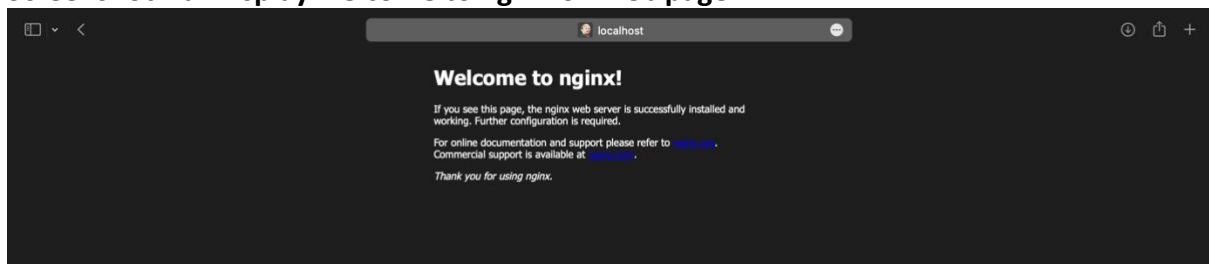 localhost
Welcome to nginx!
If you see this page, the nginx web server is successfully installed and
working. Further configuration is required.
For online documentation and support please refer to nginx.org.
Commercial support is available at nginx.com.
Thank you for using nginx.